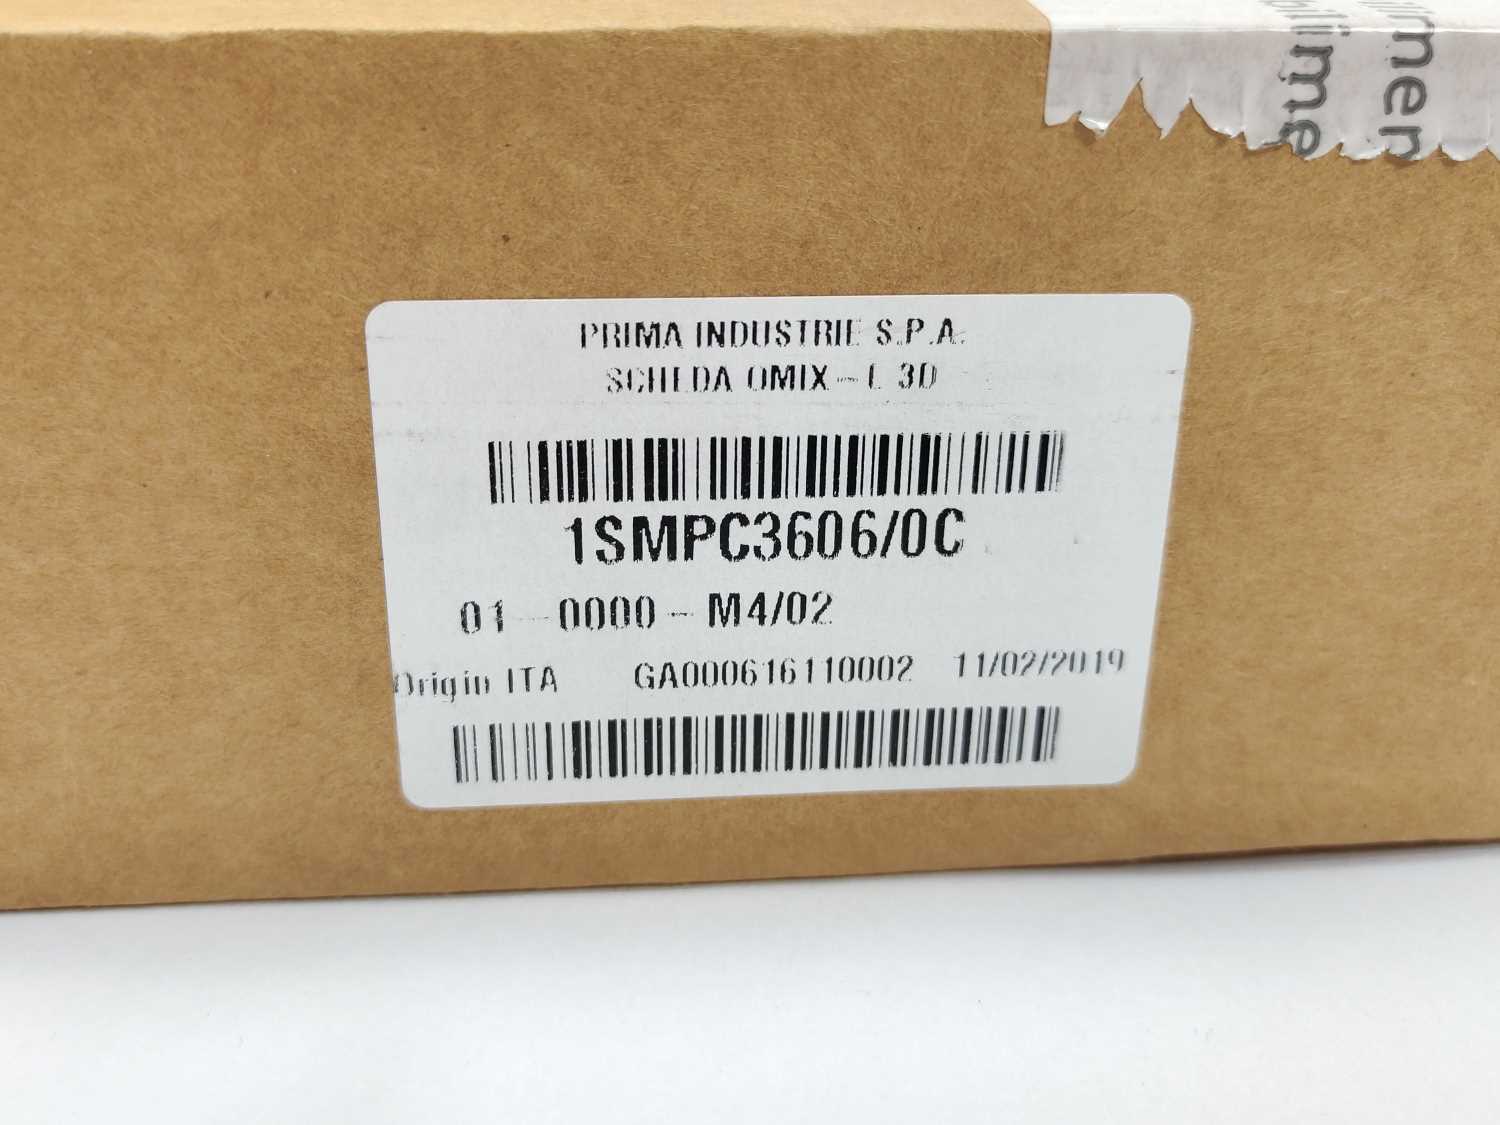 PRIMA INDUSTRIE S.P.A.
SCHEDA OMIX-L 3D
1SMPC3606/0C
01-0000-M4/02
Origin ITA GA000616110002 11/02/2019